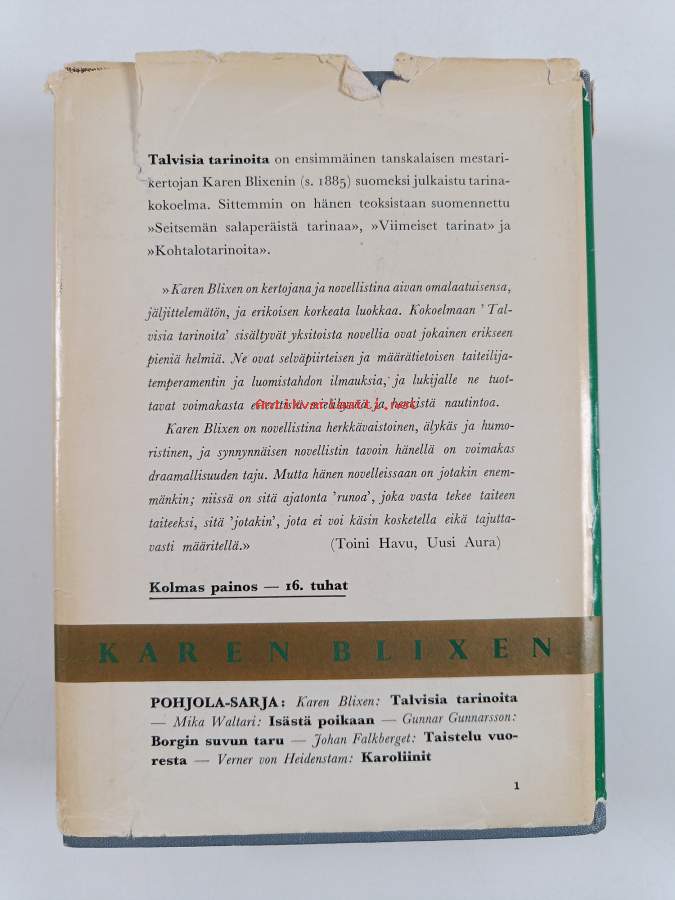 Talvisia tarinoita on ensimmäinen tanskalaisen mestari-
kertojan Karen Blixenin (s. 1885) suomeksi julkaistu tarina-
kokoelma. Sittemmin on hänen teoksistaan suomennettu
»Seitsemän salaperäistä tarinaa», »Viimeiset tarinat» ja
»Kohtalotarinoita».
»Karen Blixen on kertojana ja novellistina aivan omalaatuisensa,
jäljittelemätön, ja erikoisen korkeata luokkaa. Kokoelmaan 'Tal-
visia tarinoita' sisältyvät yksitoista novellia ovat jokainen erikseen
pieniä helmiä. Ne ovat selväpiirteisen ja määrätietoisen taiteilija-
temperamentin ja luomistahdon ilmauksia, ja lukijalle ne tuot-
tavat voimakasta esteettistä mielihyvää ja herkistä nautintoa.
Antikvariaatti.net
Karen Blixen on novellistina herkkävaistoinen, älykäs ja humo-
ristinen, ja synnynnäisen novellistin tavoin hänellä on voimakas
draamallisuuden taju. Mutta hänen novelleissaan on jotakin enem-
mänkin; niissä on sitä ajatonta 'runoa', joka vasta tekee taiteen
taiteeksi, sitä 'jotakin', jota ei voi käsin kosketella eikä tajutta-
vasti määritellä.» (Toini Havu, Uusi Aura)
Kolmas painos — 16. tuhat
KAREN BLIXEN
POHJOLA-SARJA: Karen Blixen: Talvisia tarinoita
— Mika Waltari: Isästä poikaan — Gunnar Gunnarsson:
Borgin suvun taru — Johan Falkberget: Taistelu vuo-
resta — Verner von Heidenstam: Karoliinit
1